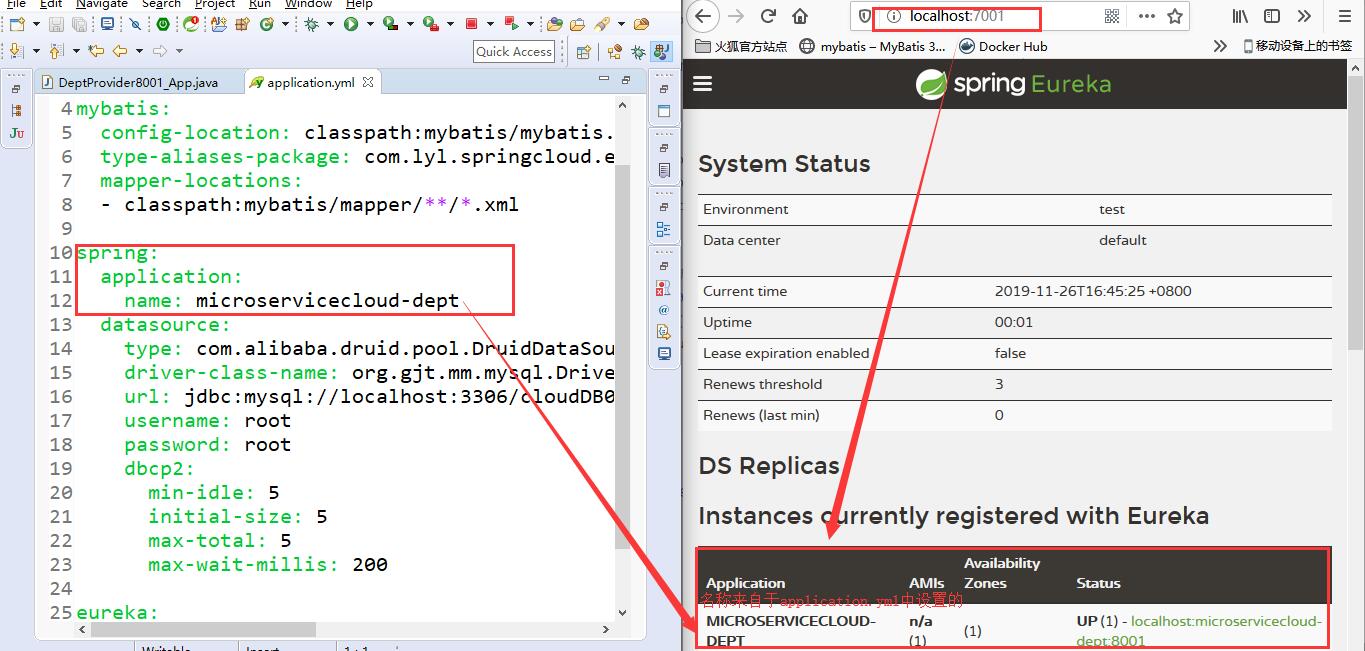 File Edit Navigate Search Project Run Window Help
Quick Access
DeptProvider8001_App.java
application.yml
4 mybatis:
5 config-location: classpath:mybatis/mybatis.
6 type-aliases-package: com.lyl.springcloud.e
7 mapper-locations:
8 - classpath:mybatis/mapper/**/*.xml
9
10 spring:
11 application:
12 name: microservicecloud-dept
13 datasource:
14 type: com.alibaba.druid.pool.DruidDataSou
15 driver-class-name: org.gjt.mm.mysql.Drive
16 url: jdbc:mysql://localhost:3306/cloudDB0
17 username: root
18 password: root
19 dbcp2:
20 min-idle: 5
21 initial-size: 5
22 max-total: 5
23 max-wait-millis: 200
24
25 eureka:
Writable Insert 1 : 1
localhost:7001
火狐官方站点 mybatis – MyBatis 3... Docker Hub 移动设备上的书签
spring Eureka
System Status
Environment test
Data center default
Current time 2019-11-26T16:45:25 +0800
Uptime 00:01
Lease expiration enabled false
Renews threshold 3
Renews (last min) 0
DS Replicas
Instances currently registered with Eureka
Application AMIs Availability Zones Status
名称来自于application.yml中设置的
MICROSERVICECLOUD-DEPT n/a (1) (1) UP (1) - localhost:microservicecloud-dept:8001